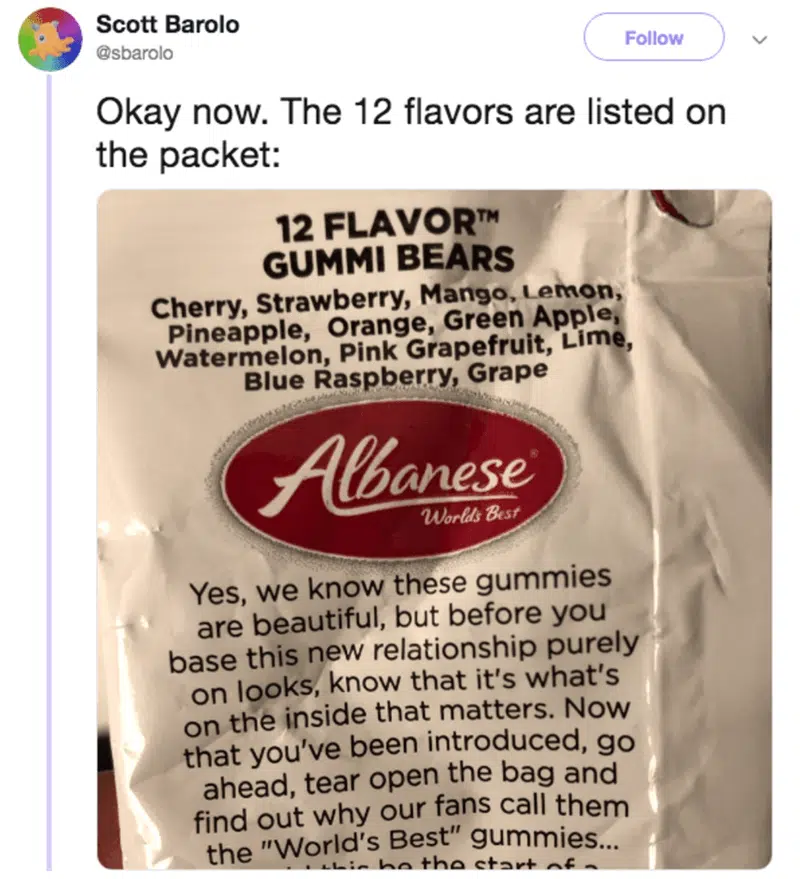 Scott Barolo
@sbarolo
Follow
Okay now. The 12 flavors are listed on
the packet:
12 FLAVOR™
GUMMI BEARS
Cherry, Strawberry, Mango, Lemon,
Pineapple, Orange, Green Apple,
Watermelon, Pink Grapefruit, Lime,
Blue Raspberry, Grape
Albanese®
Worlds Best
Yes, we know these gummies
are beautiful, but before you
base this new relationship purely
on looks, know that it's what's
on the inside that matters. Now
that you've been introduced, go
ahead, tear open the bag and
find out why our fans call them
the "World's Best" gummies...
this be the start of a